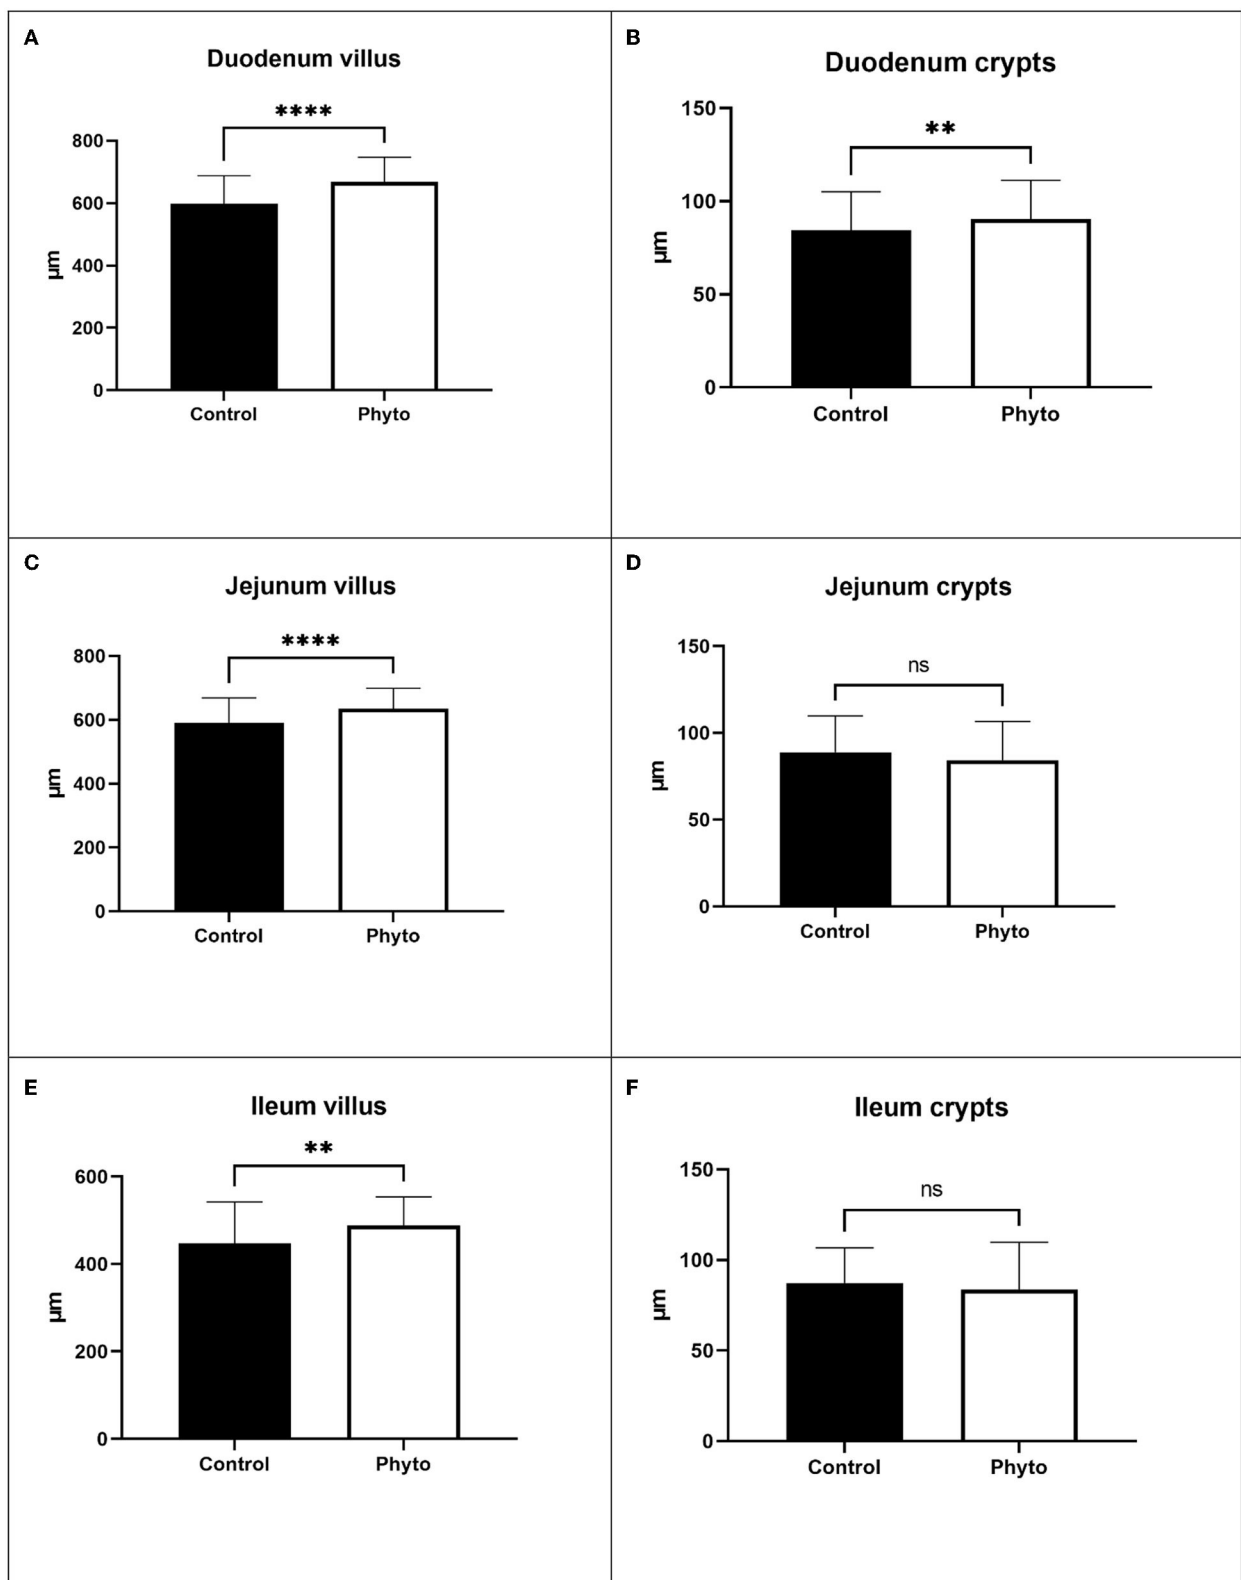 A
Duodenum villus
****
800
600
400
200
0
µm
Control Phyto
B
Duodenum crypts
**
150
100
50
0
µm
Control Phyto
C
Jejunum villus
****
800
600
400
200
0
µm
Control Phyto
D
Jejunum crypts
ns
150
100
50
0
µm
Control Phyto
E
Ileum villus
**
600
400
200
0
µm
Control Phyto
F
Ileum crypts
ns
150
100
50
0
µm
Control Phyto